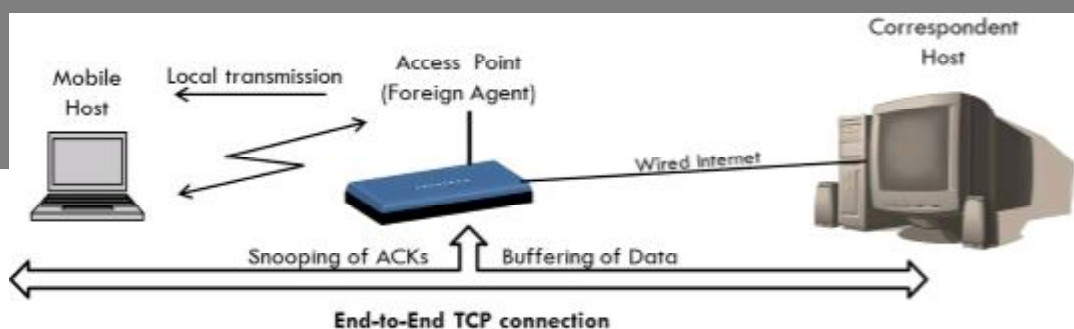 Correspondent
Host
Access Point
(Foreign Agent)
Mobile
Host
Local transmission
Wired Internet
Snooping of ACKs
Buffering of Data
End-to-End TCP connection